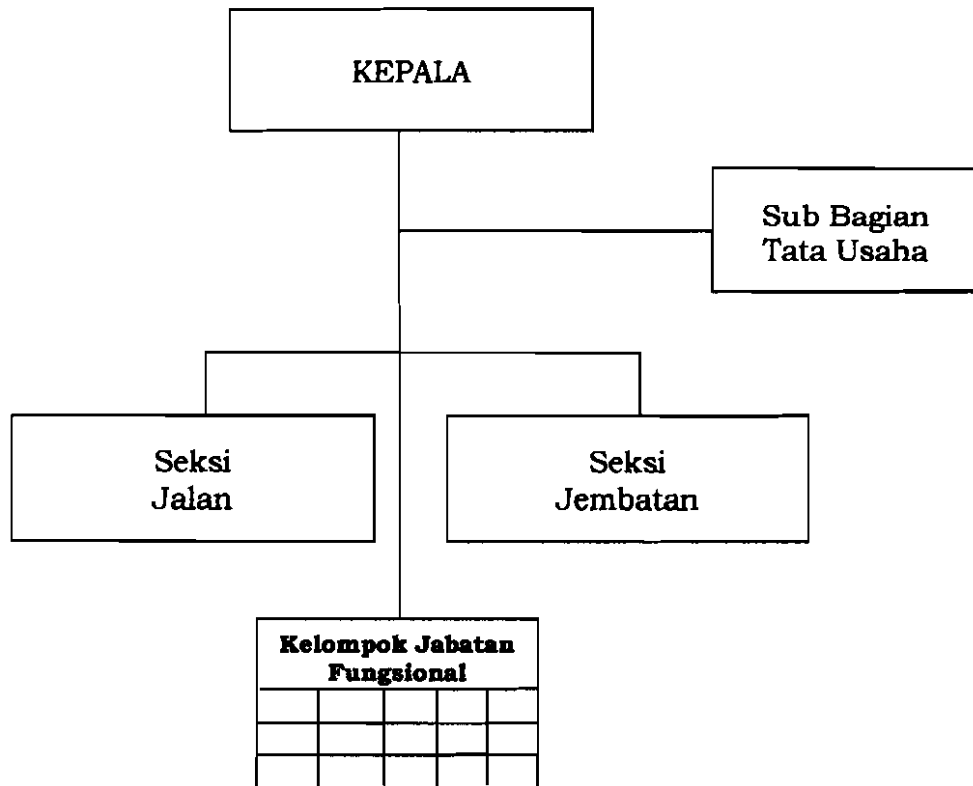 KEPALA
Sub Bagian
Tata Usaha
Seksi
Jalan
Seksi
Jembatan
Kelompok Jabatan
Fungsional